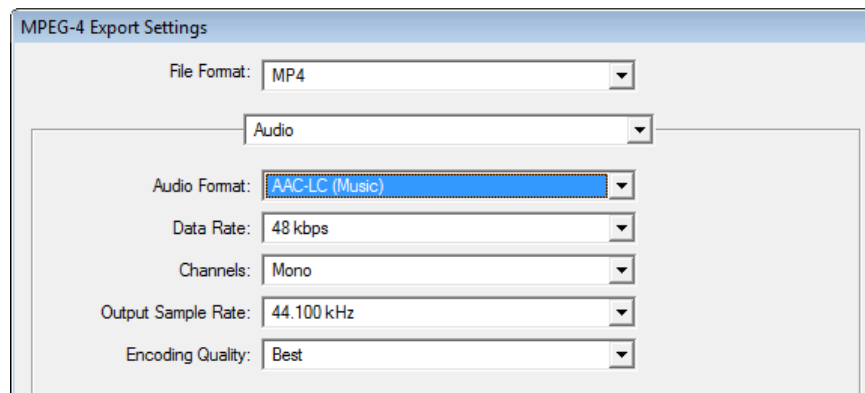 MPEG-4 Export Settings
File Format: MP4
Audio
Audio Format: AAC-LC (Music)
Data Rate: 48 kbps
Channels: Mono
Output Sample Rate: 44.100 kHz
Encoding Quality: Best